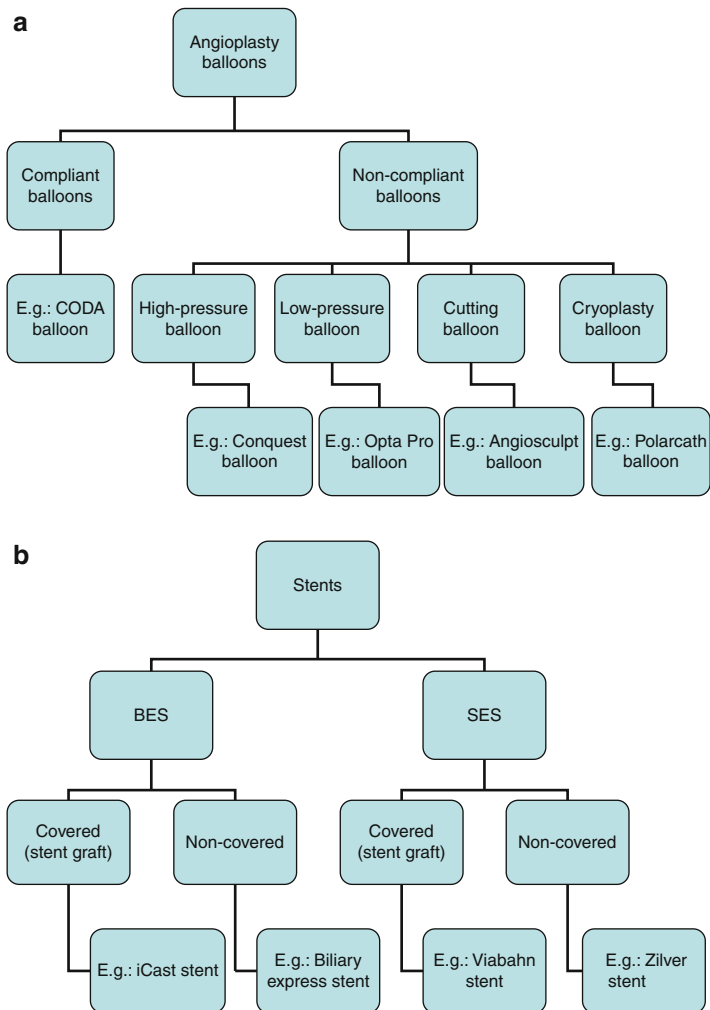 a
Angioplasty
balloons
Compliant
balloons
Non-compliant
balloons
E.g.: CODA
balloon
High-pressure
balloon
Low-pressure
balloon
Cutting
balloon
Cryoplasty
balloon
E.g.: Conquest
balloon
E.g.: Opta Pro
balloon
E.g.: Angiosculpt
balloon
E.g.: Polarcath
balloon
b
Stents
BES
SES
Covered
(stent graft)
Non-covered
Covered
(stent graft)
Non-covered
E.g.: iCast stent
E.g.: Biliary
express stent
E.g.: Viabahn
stent
E.g.: Zilver
stent